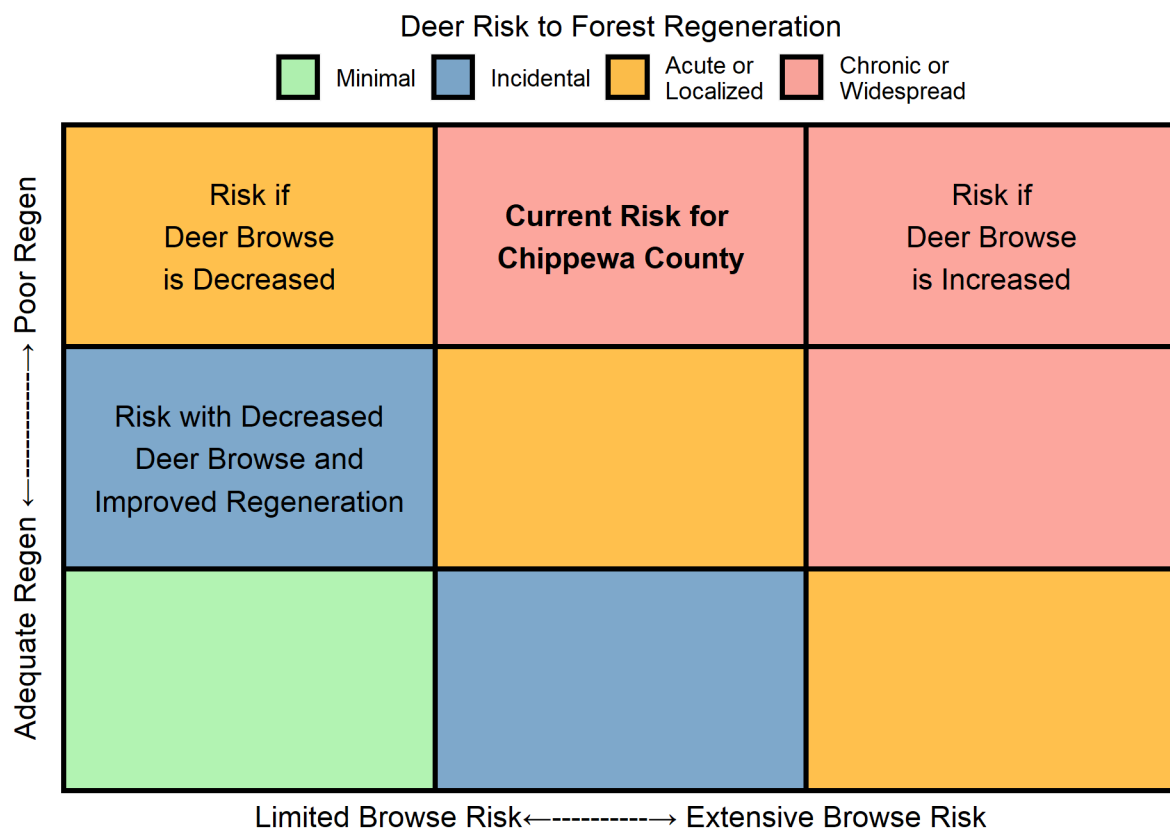 Deer Risk to Forest Regeneration
Minimal
Incidental
Acute or
Localized
Chronic or
Widespread
Poor Regen
Adequate Regen ←-----------→ Poor Regen
Risk if
Deer Browse
is Decreased
Current Risk for
Chippewa County
Risk if
Deer Browse
is Increased
Risk with Decreased
Deer Browse and
Improved Regeneration
Limited Browse Risk←----------→ Extensive Browse Risk